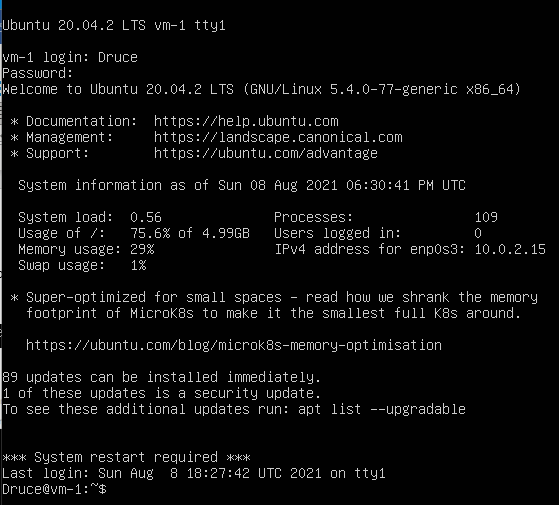 Ubuntu 20.04.2 LTS vm-1 tty1
vm-1 login: Druce
Password:
Welcome to Ubuntu 20.04.2 LTS (GNU/Linux 5.4.0-77-generic x86_64)
* Documentation:  https://help.ubuntu.com
* Management:     https://landscape.canonical.com
* Support:        https://ubuntu.com/advantage
System information as of Sun 08 Aug 2021 06:30:41 PM UTC
System load:  0.56               Processes:               109
Usage of /:   75.6% of 4.99GB   Users logged in:         0
Memory usage: 29%                IPv4 address for enp0s3: 10.0.2.15
Swap usage:   1%
* Super-optimized for small spaces - read how we shrank the memory
footprint of MicroK8s to make it the smallest full K8s around.
https://ubuntu.com/blog/microk8s-memory-optimisation
89 updates can be installed immediately.
1 of these updates is a security update.
To see these additional updates run: apt list --upgradable
*** System restart required ***
Last login: Sun Aug  8 18:27:42 UTC 2021 on tty1
Druce@vm-1:~$